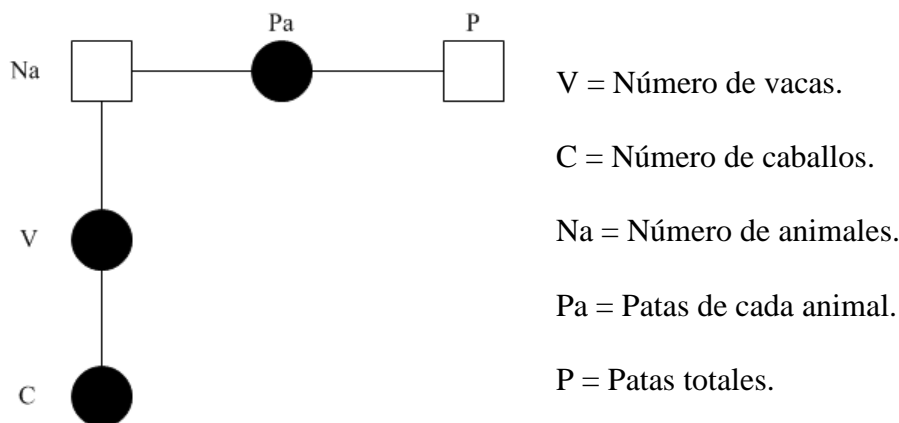 Pa
P
Na
V
C
V = Número de vacas.
C = Número de caballos.
Na = Número de animales.
Pa = Patas de cada animal.
P = Patas totales.